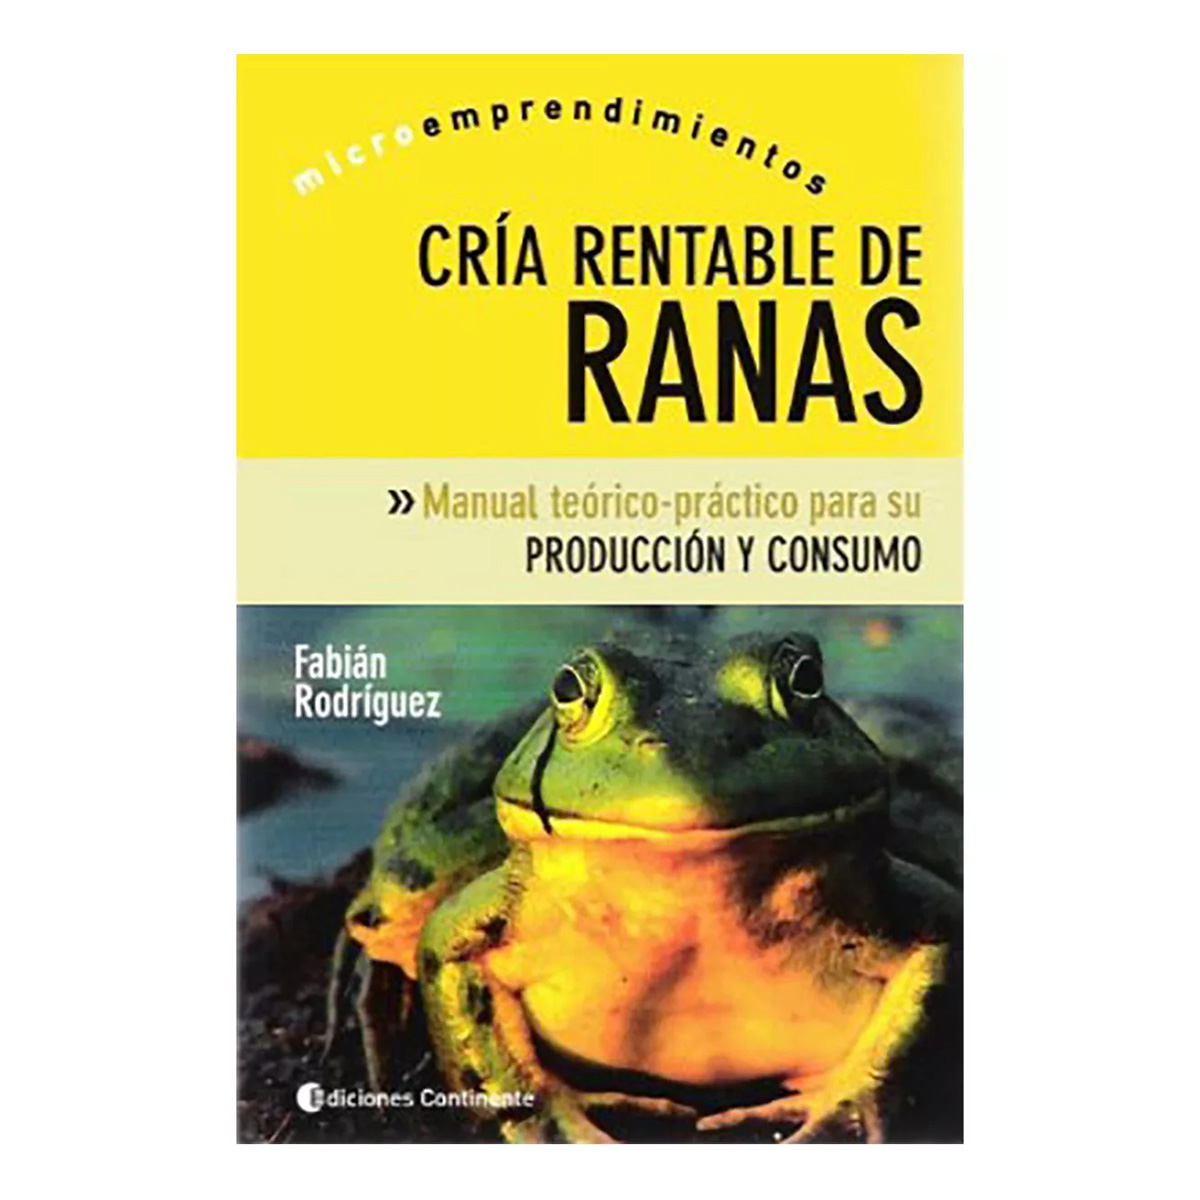 microemprendimientos
CRÍA RENTABLE DE
RANAS
» Manual teórico-práctico para su
PRODUCCIÓN Y CONSUMO
Fabián
Rodríguez
Ediciones Continente